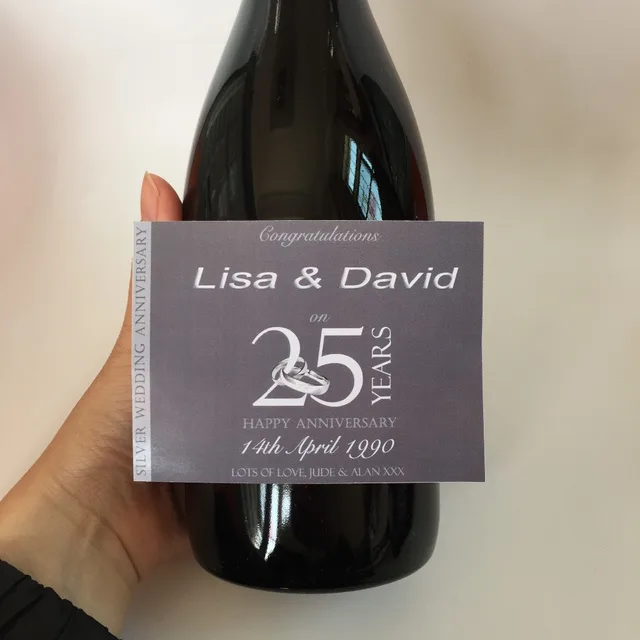 SILVER WEDDING ANNIVERSARY
Congratulations
Lisa & David
on
25 YEARS
HAPPY ANNIVERSARY
14th April 1990
LOTS OF LOVE, JUDE & ALAN XXX